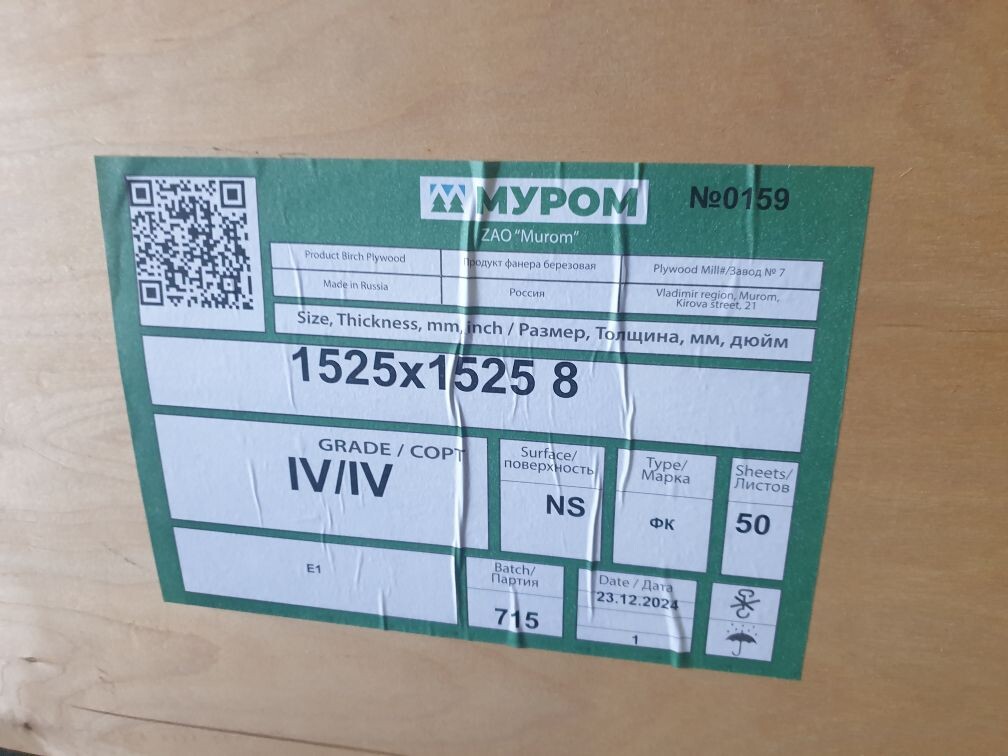 МУРОМ
№0159
ZAO "Murom"
Product Birch Plywood
Продукт фанера березовая
Plywood Mill#/Завод № 7
Made in Russia
Россия
Vladimir region, Murom,
Kirova street, 21
Size, Thickness, mm, inch / Размер, Толщина, мм, дюйм
1525x1525 8
GRADE / СОРТ
IV/IV
Surface/
поверхность
NS
Type/
Марка
ФК
Sheets/
Листов
50
E1
Batch/
Партия
715
Date / Дата
23.12.2024
1